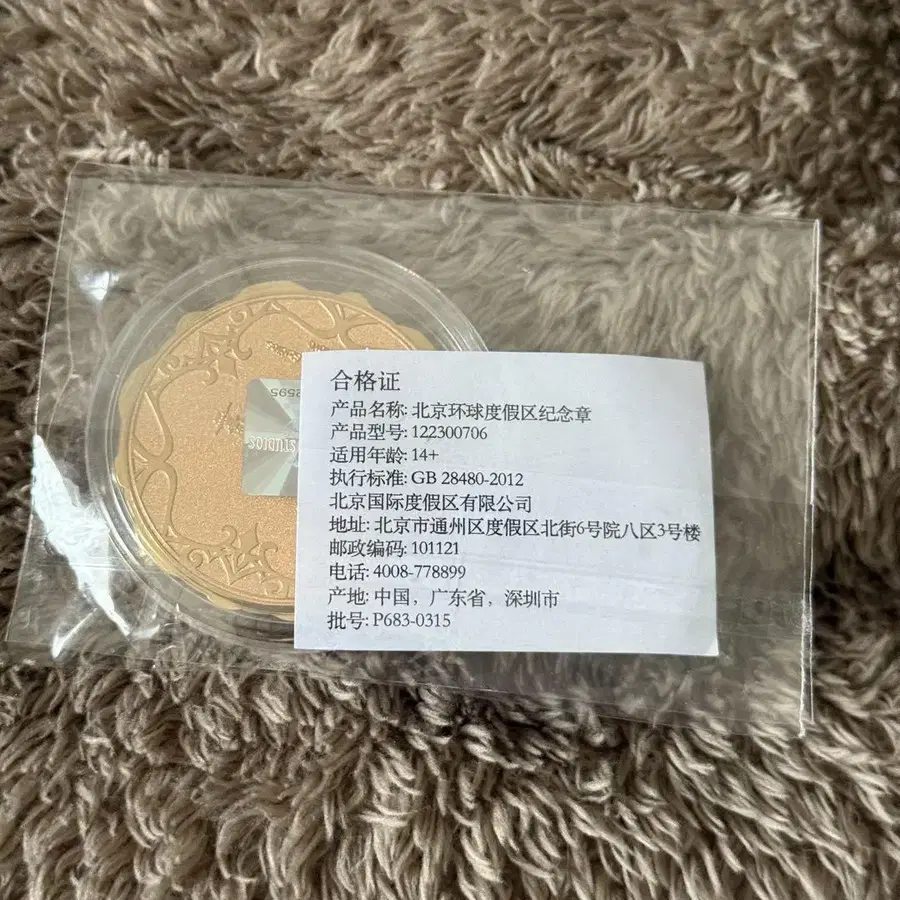 合格证
产品名称: 北京环球度假区纪念章
产品型号: 122300706
适用年龄: 14+
执行标准: GB 28480-2012
北京国际度假区有限公司
地址: 北京市通州区度假区北街6号院八区3号楼
邮政编码: 101121
电话: 4008-778899
产地: 中国，广东省，深圳市
批号: P683-0315
STUDIOS